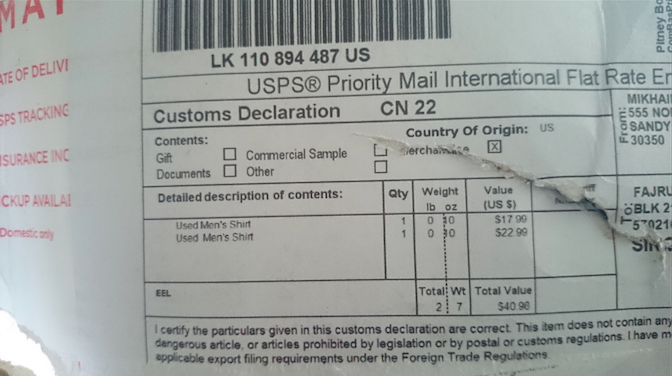 MAI
ATE OF DELIVI
SPS TRACKING
SURANCE INC
CKUP AVAILAI
Domestic only
LK 110 894 487 US
USPS® Priority Mail International Flat Rate En
Customs Declaration CN 22
Contents: Country Of Origin: US
Gift Commercial Sample erchandise X
Documents Other
Detailed description of contents: Qty Weight Value
lb oz (US $)
Used Men's Shirt 1 0 $17.99
Used Men's Shirt 1 0 $22.99
EEL Total Wt Total Value
2 7 $40.98
I certify the particulars given in this customs declaration are correct. This item does not contain any
dangerous article, or articles prohibited by legislation or by postal or customs regulations. I have m
applicable export filing requirements under the Foreign Trade Regulations
Pitney Bo
From:
MIKHAI
555 NO
SANDY
30350
FAJRU
BLK 2
57021